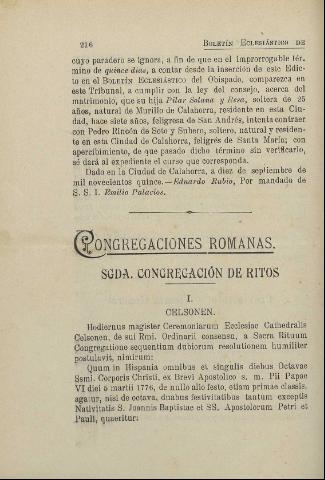 216 BOLETÍN ECLESIÁSTICO DE
cuyo paradero se ignora, a fin de que en el improrrogable tér-
mino de quince días, a contar desde la inserción de este Edic-
to en el BOLETÍN ECLESIÁSTICO del Obispado, comparezca en
este Tribunal, a cumplir con la ley del consejo, acerca del
matrimonio, que su hija Pilar Solana y Resa, soltera de 25
años, natural de Murillo de Calahorra, residente en esta Ciu-
dad, hace siete años, feligresa de San Andrés, intenta contraer
con Pedro Rincón de Soto y Subero, soltero, natural y residen-
te en esta Ciudad de Calahorra, feligrés de Santa María; con
apercibimiento, de que pasado dicho término sin verificarlo,
se dará al expediente el curso que corresponda.
Dado en la Ciudad de Calahorra, a diez de septiembre de
mil novecientos quince.—Eduardo Rubio, Por mandado de
S. S. I. Emilio Palacios.
CONGREGACIONES ROMANAS.
SGDA. CONGREGACIÓN DE RITOS
I.
CELSONEN.
Hodiernus magister Ceremoniarum Ecclesiae Cathedralis
Celsonen, de sui Rmi. Ordinarii consensu, a Sacra Rituum
Congregatione sequentium dubiorum resolutionem humiliter
postulavit, nimirum:
Quum in Hispania omnibus et singulis diebus Octavae
Ssmi. Corporis Christi, ex Brevi Apostolico s. m. Pii Papae
VI diei 5 martii 1776, de nullo alio festo, etiam primae classis,
agatur, nisi de octava, duabus festivitatibus tantum exceptis
Nativitatis S. Joannis Baptistae et SS. Apostolorum Petri et
Pauli, quaeritur: